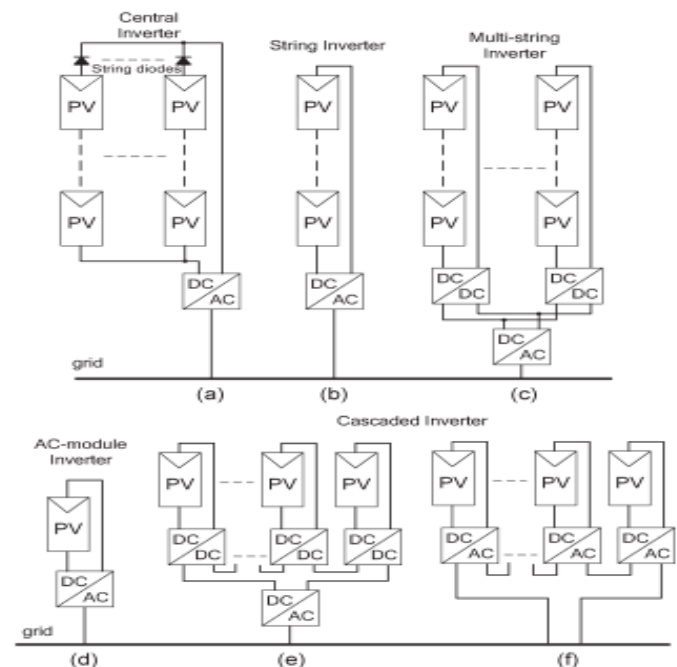 Central
Inverter
String diodes
PV
PV
PV
PV
DC
AC
String Inverter
PV
PV
DC
AC
Multi-string
Inverter
PV
PV
PV
PV
DC
DC
DC
DC
DC
AC
grid
(a)
(b)
(c)
Cascaded Inverter
AC-module
Inverter
PV
DC
AC
PV
PV
PV
DC
DC
DC
DC
DC
DC
DC
AC
PV
PV
PV
DC
AC
DC
AC
DC
AC
grid
(d)
(e)
(f)